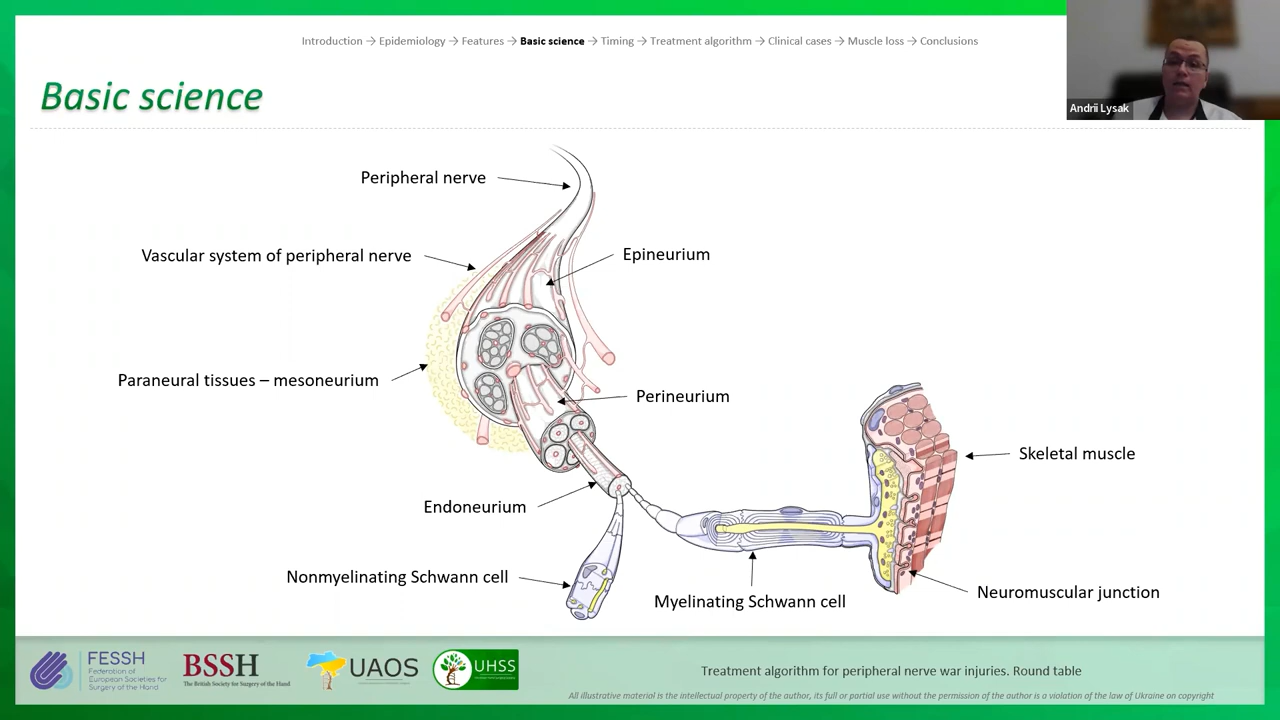 Introduction → Epidemiology → Features → Basic science → Timing → Treatment algorithm → Clinical cases → Muscle loss → Conclusions
Andrii Lysak
Basic science
Peripheral nerve
Vascular system of peripheral nerve
Epineurium
Paraneural tissues – mesoneurium
Perineurium
Skeletal muscle
Endoneurium
Nonmyelinating Schwann cell
Myelinating Schwann cell
Neuromuscular junction
FESSH
Federation of
European Societies for
Surgery of the Hand
BSSH
The British Society for Surgery of the Hand
UAOS
UHSS
Treatment algorithm for peripheral nerve war injuries. Round table
All illustrative material is the intellectual property of the author, its full or partial use without the permission of the author is a violation of the law of Ukraine on copyright